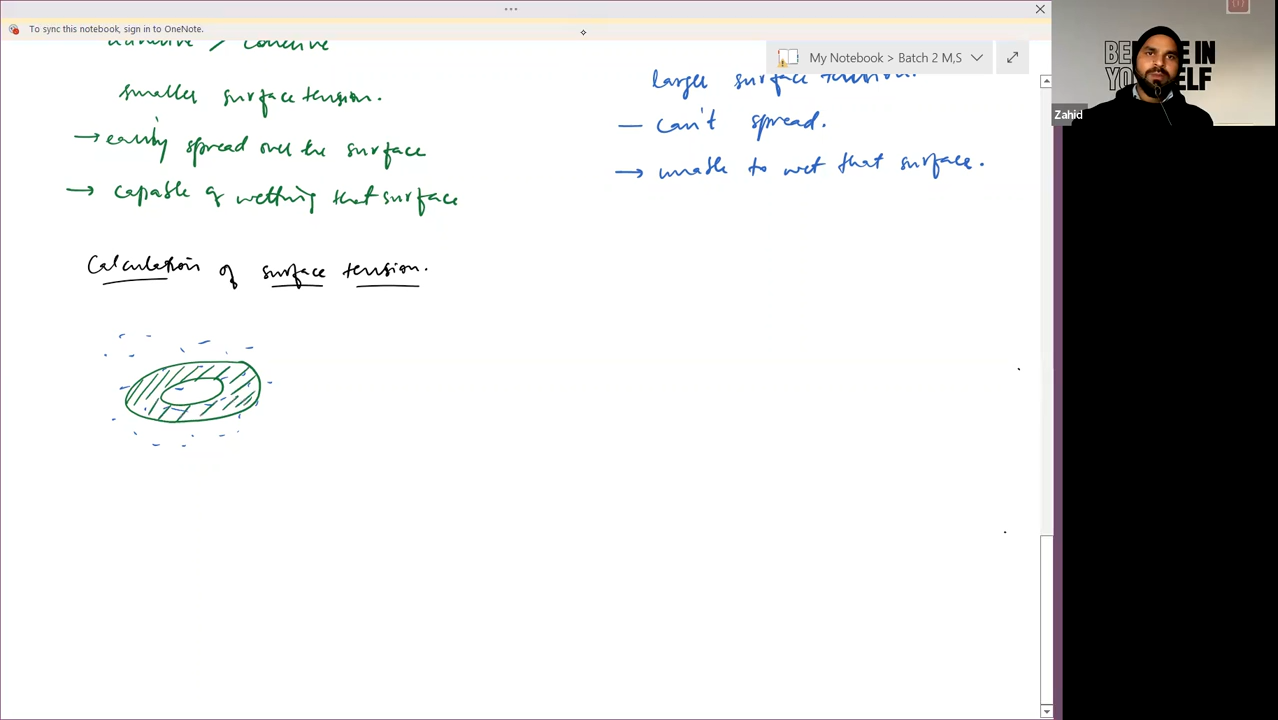 To sync this notebook, sign in to OneNote.
My Notebook > Batch 2 M,S
> cohesive
smaller surface tension.
→ easily spread over the surface
→ capable of wetting that surface
larger surface tension.
— can't spread.
→ unable to wet that surface.
Calculation of surface tension.
Zahid